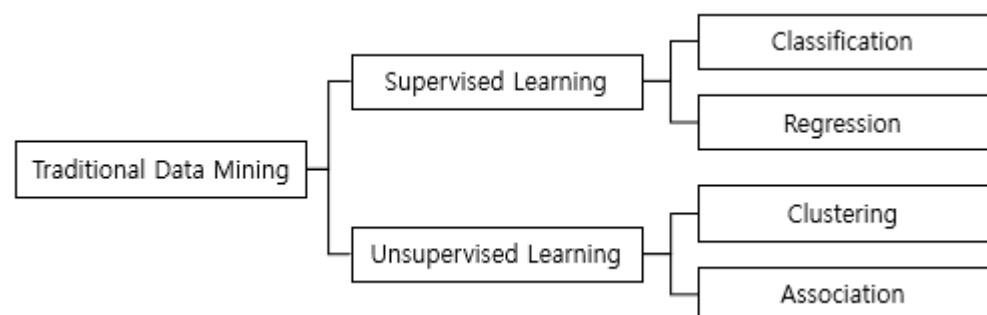 Classification
Supervised Learning
Regression
Traditional Data Mining
Clustering
Unsupervised Learning
Association